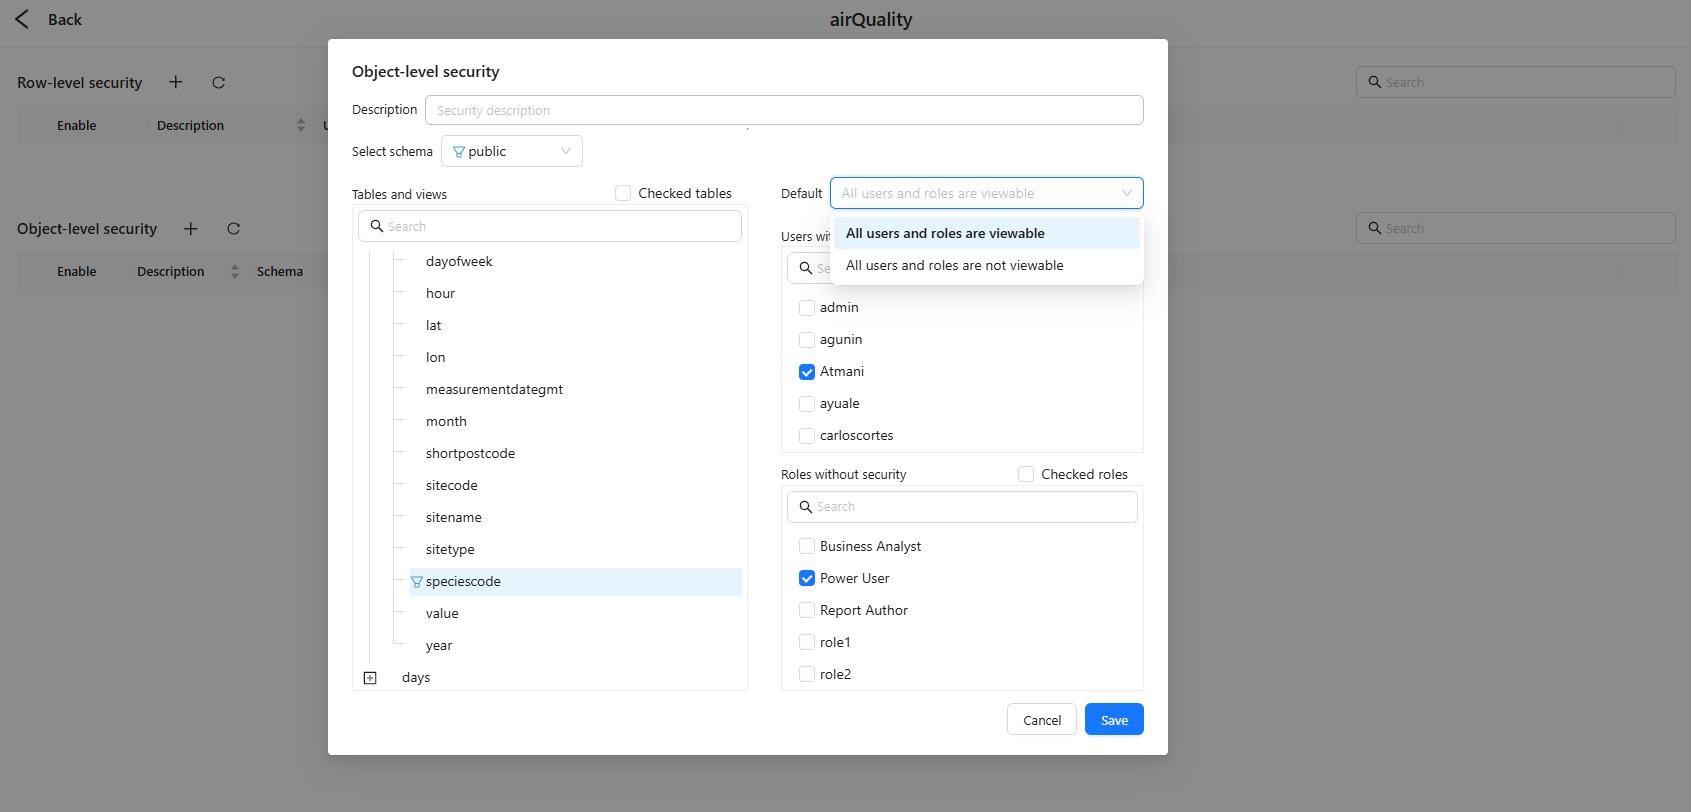 Back
airQuality
Row-level security
Search
Enable
Description
Object-level security
Search
Enable
Description
Schema
Object-level security
Description
Security description
Select schema
public
Tables and views
Checked tables
Search
dayofweek
hour
lat
lon
measurementdategmt
month
shortpostcode
sitecode
sitename
sitetype
speciescode
value
year
days
Default
All users and roles are viewable
All users and roles are viewable
All users and roles are not viewable
Users
admin
agunin
Atmani
ayuale
carloscortes
Roles without security
Checked roles
Search
Business Analyst
Power User
Report Author
role1
role2
Cancel
Save